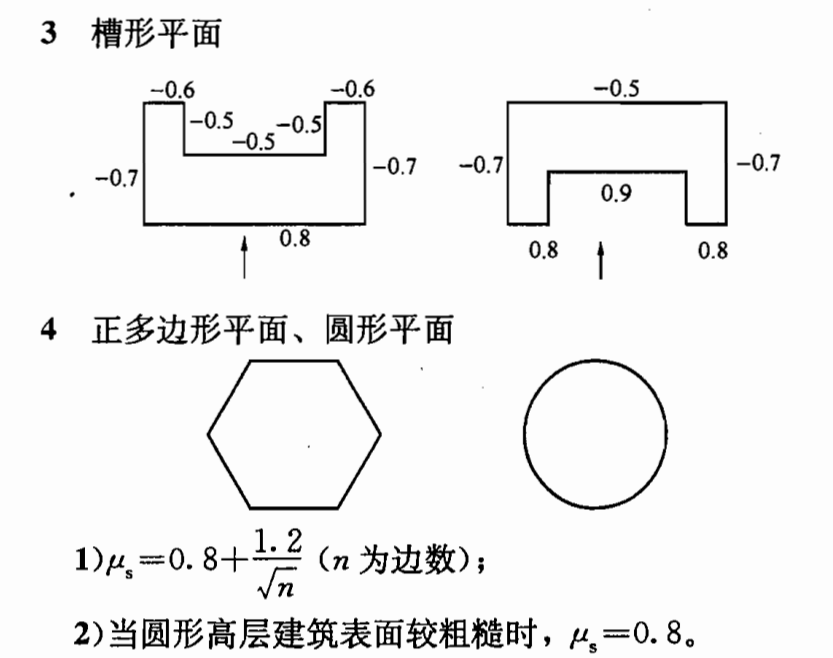 3 槽形平面
-0.6 -0.6 -0.5
-0.5 -0.5 -0.5
-0.7 -0.7 -0.7 -0.7
0.9
0.8 0.8 0.8
4 正多边形平面、圆形平面
1)μₛ=0.8+1.2/√n (n 为边数);
2)当圆形高层建筑表面较粗糙时,μₛ=0.8。